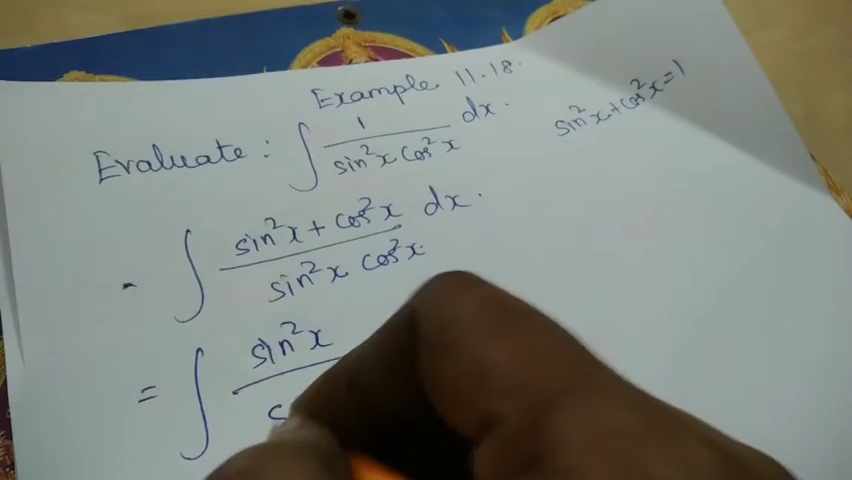 Example 11.18.
Evaluate : ∫ 1 / sin²x cos²x dx.
sin²x + cos²x = 1
- ∫ sin²x + cos²x / sin²x cos²x dx.
= ∫ sin²x / s